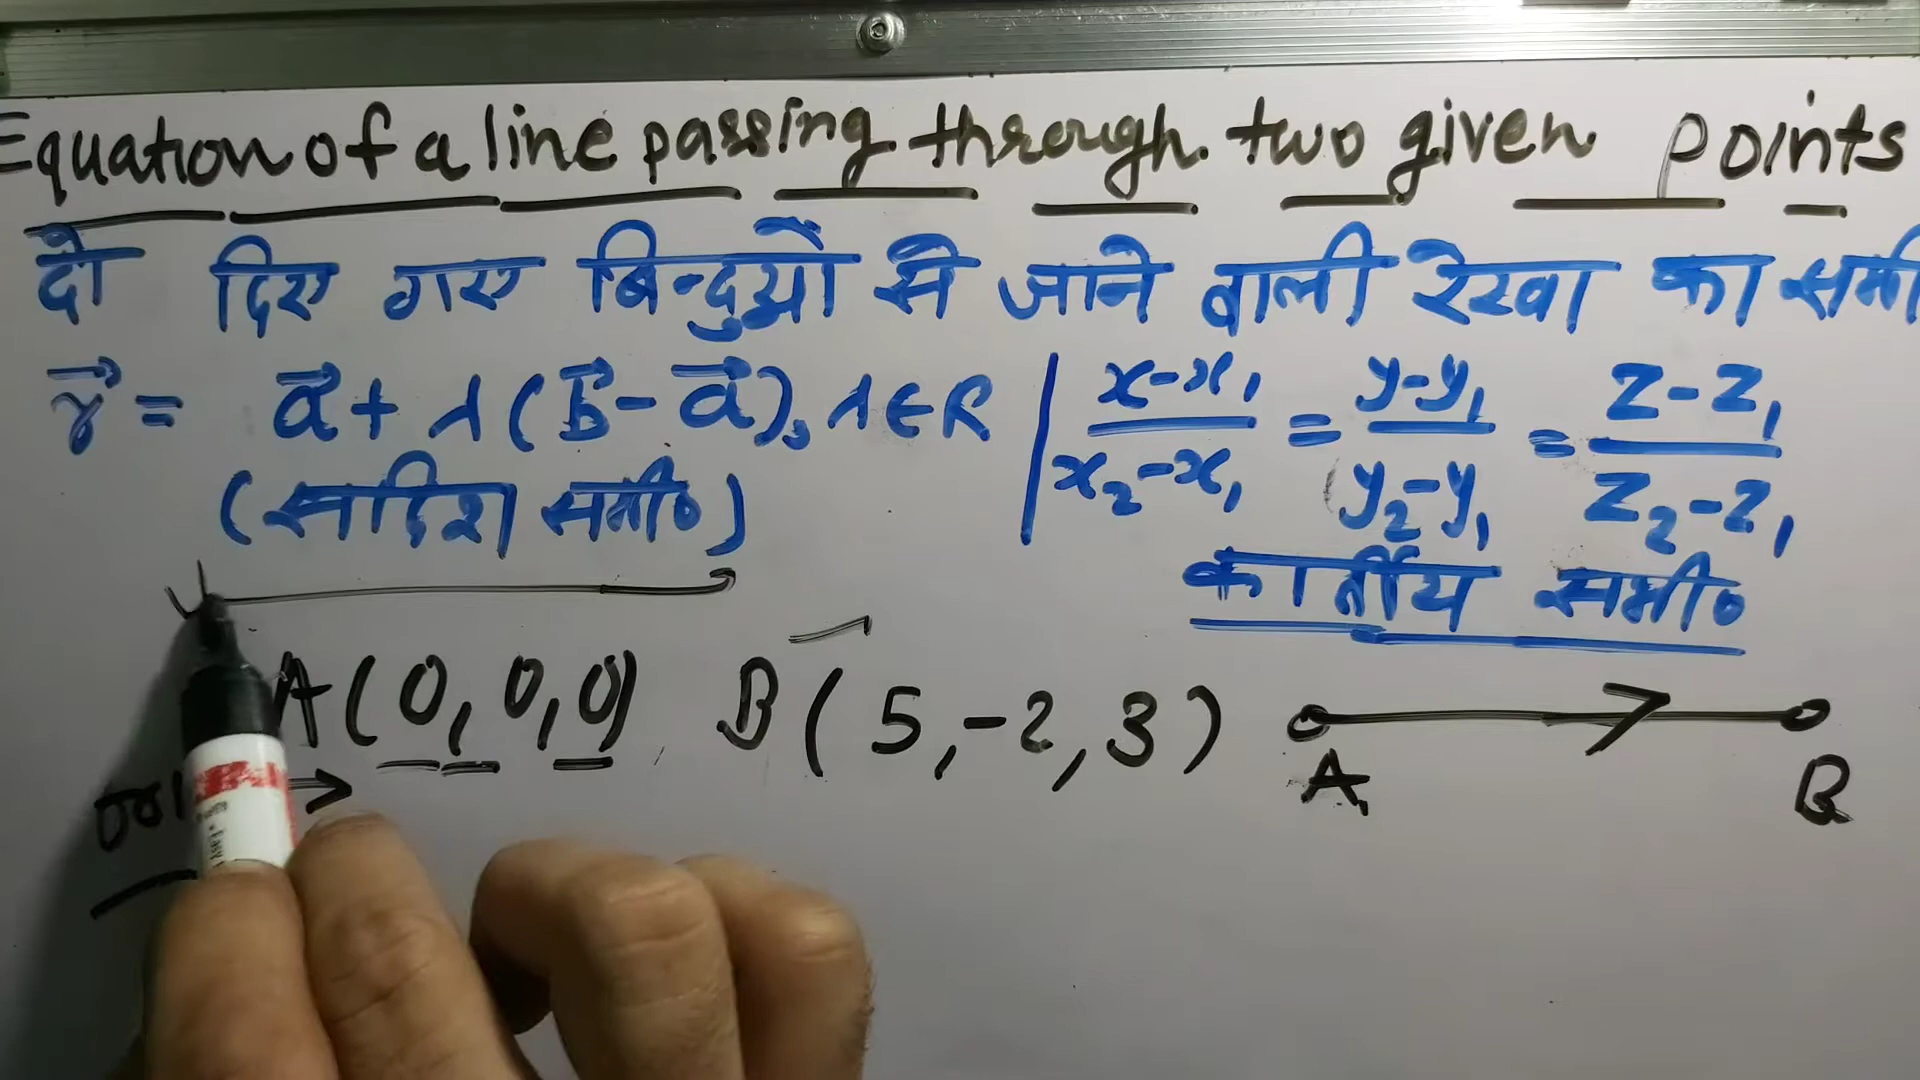 Equation of a line passing through two given points
दो दिए गए बिन्दुओं से जाने वाली रेखा का समी
r⃗ = a⃗ + λ(b⃗ - a⃗), λ∈R | (x-x₁)/(x₂-x₁) = (y-y₁)/(y₂-y₁) = (z-z₁)/(z₂-z₁)
(सदिश समी०)
कार्तीय समी०
A(0,0,0) B(5,-2,3)
A B